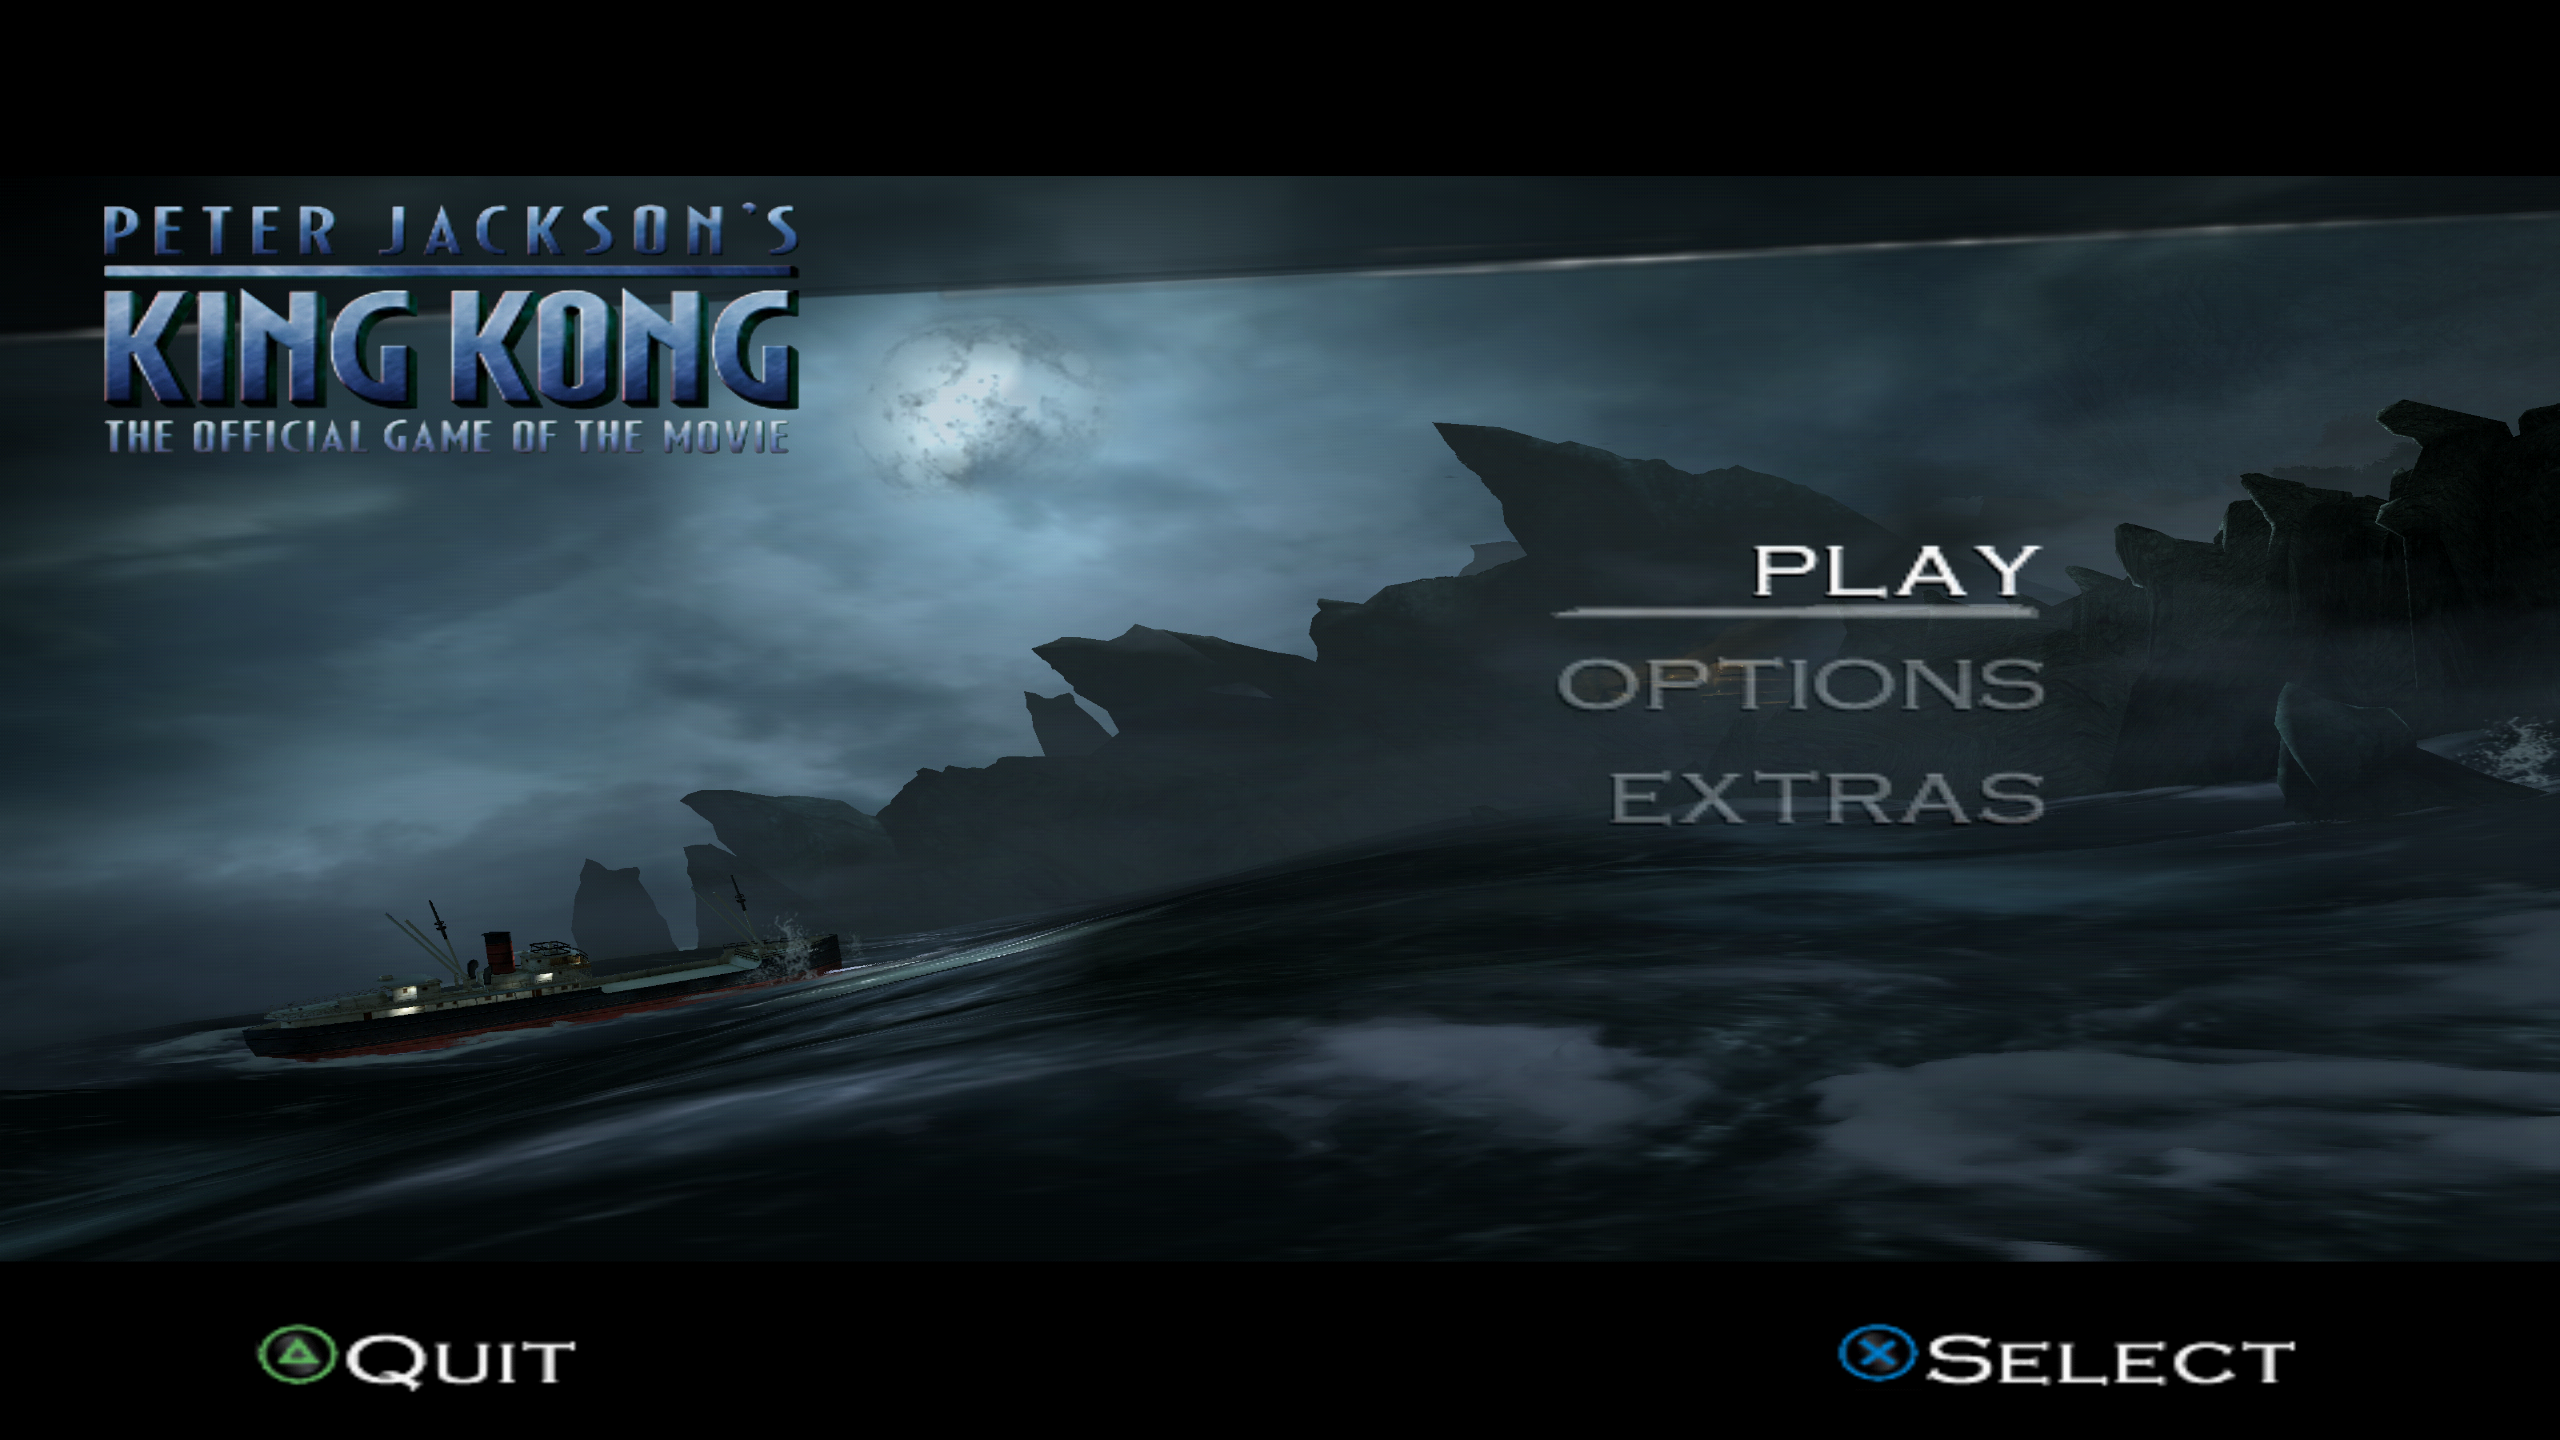 PETER JACKSON'S
KING KONG
THE OFFICIAL GAME OF THE MOVIE
PLAY
OPTIONS
EXTRAS
QUIT
SELECT